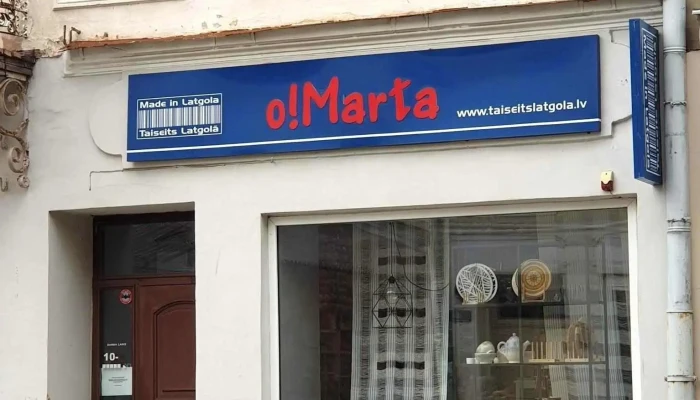 Made in Latgola
Taiseits Latgolā
o!Marta
www.taiseitslatgola.lv
10-